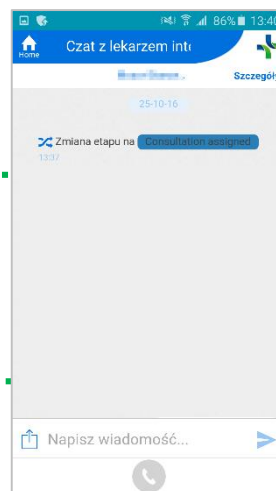 86% 13:40
Home
Czat z lekarzem inte
Szczegóły
25-10-16
Zmiana etapu na Consultation assigned
13:37
Napisz wiadomość...